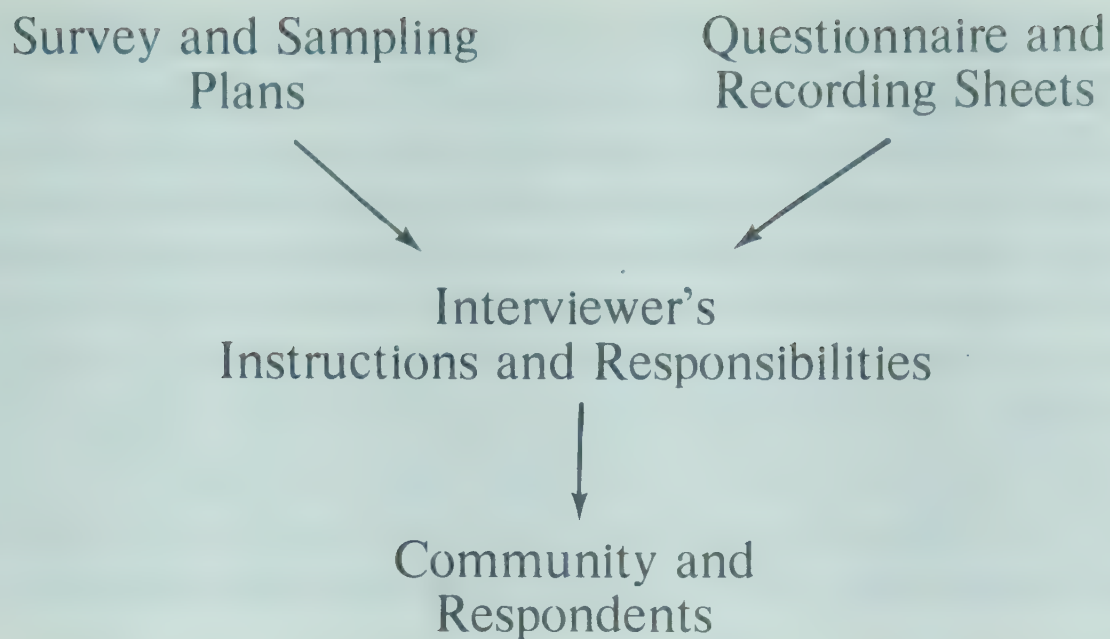 Survey and Sampling
Plans
Questionnaire and
Recording Sheets
Interviewer's
Instructions and Responsibilities
Community and
Respondents